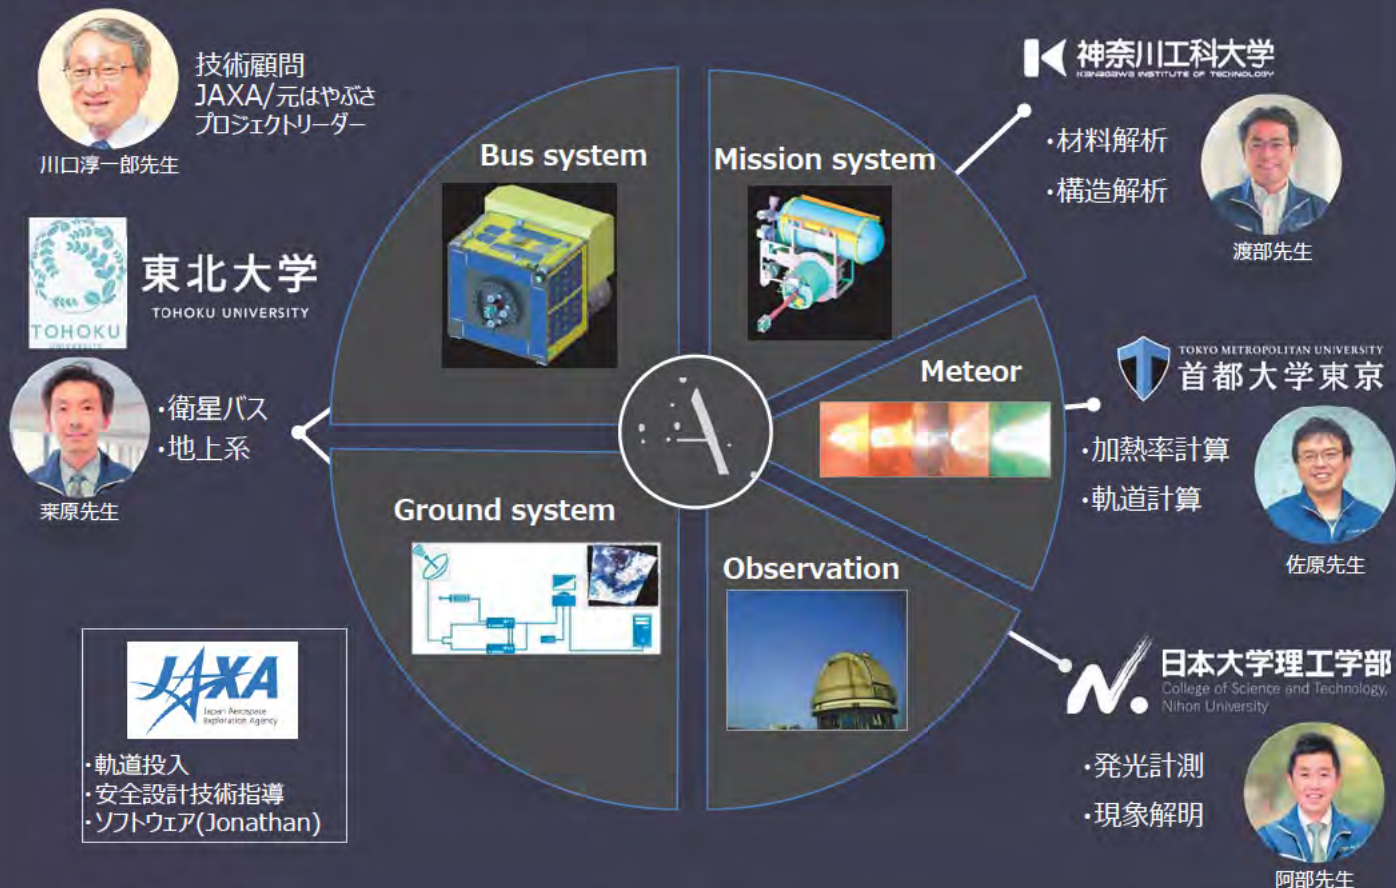 技術顧問
JAXA/元はやぶさ
プロジェクトリーダー
川口淳一郎先生
TOHOKU
UNIVERSITY
東北大学
TOHOKU UNIVERSITY
・衛星バス
・地上系
桒原先生
JAXA
Japan Aerospace
Exploration Agency
・軌道投入
・安全設計技術指導
・ソフトウェア(Jonathan)
Bus system
Mission system
Meteor
Ground system
Observation
A
神奈川工科大学
KANAGAWA INSTITUTE OF TECHNOLOGY
・材料解析
・構造解析
渡部先生
TOKYO METROPOLITAN UNIVERSITY
首都大学東京
・加熱率計算
・軌道計算
佐原先生
N.
日本大学理工学部
College of Science and Technology,
Nihon University
・発光計測
・現象解明
阿部先生